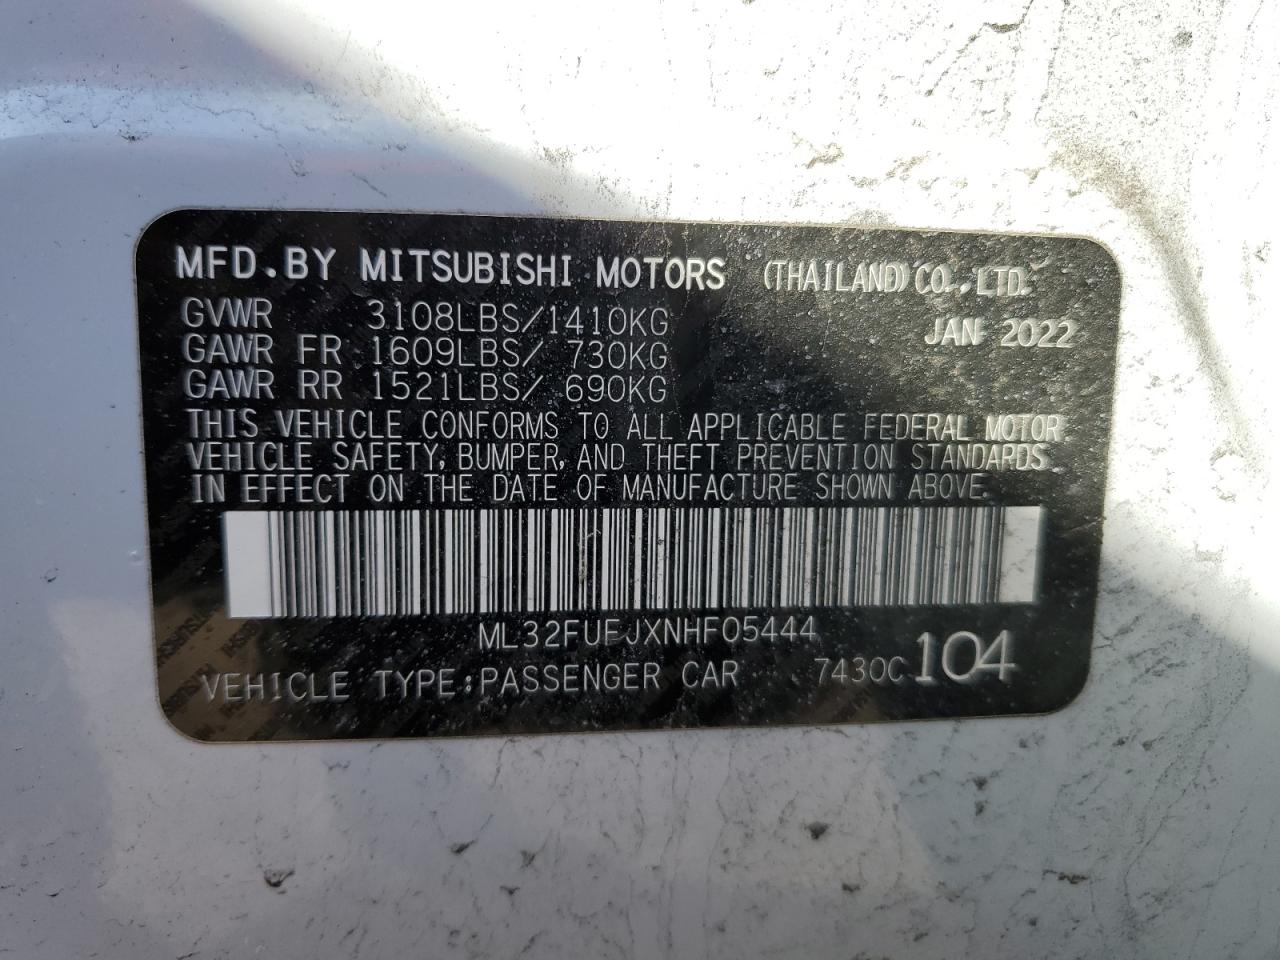 MFD.BY MITSUBISHI MOTORS (THAILAND) CO.,LTD.
GVWR 3108LBS/1410KG JAN 2022
GAWR FR 1609LBS/ 730KG
GAWR RR 1521LBS/ 690KG
THIS VEHICLE CONFORMS TO ALL APPLICABLE FEDERAL MOTOR
VEHICLE SAFETY, BUMPER, AND THEFT PREVENTION STANDARDS
IN EFFECT ON THE DATE OF MANUFACTURE SHOWN ABOVE.
ML32FUFJXNHF05444
VEHICLE TYPE:PASSENGER CAR 7430C 104